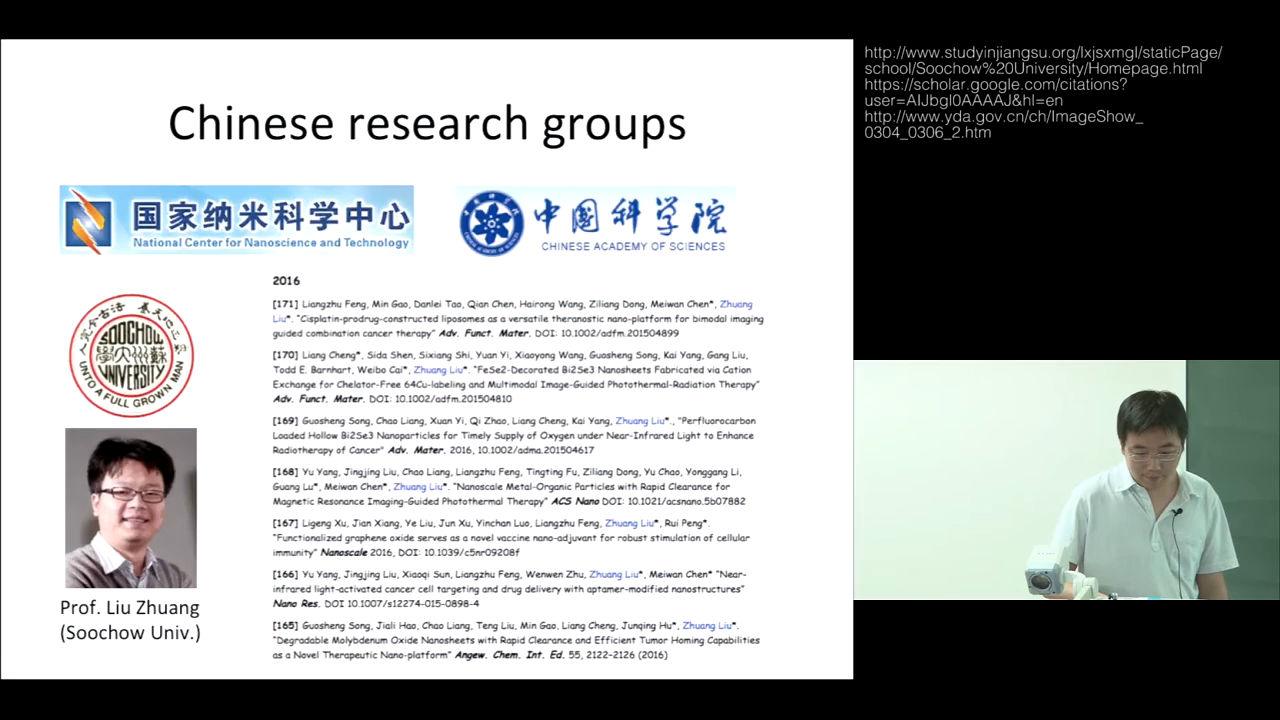 Chinese research groups
国家纳米科学中心
National Center for Nanoscience and Technology
中国科学院
CHINESE ACADEMY OF SCIENCES
SOOCHOW
UNIVERSITY
UNTO A FULL GROWN MAN
Prof. Liu Zhuang
(Soochow Univ.)
2016
[171] Liangzhu Feng, Min Gao, Danlei Tao, Qian Chen, Hairong Wang, Ziliang Dong, Meiwan Chen*, Zhuang
Liu*. "Cisplatin-prodrug-constructed liposomes as a versatile theranostic nano-platform for bimodal imaging
guided combination cancer therapy" Adv. Funct. Mater. DOI: 10.1002/adfm.201504899
[170] Liang Cheng*, Sida Shen, Sixiang Shi, Yuan Yi, Xiaoyong Wang, Guosheng Song, Kai Yang, Gang Liu,
Todd E. Barnhart, Weibo Cai*, Zhuang Liu*. "FeSe2-Decorated Bi2Se3 Nanosheets Fabricated via Cation
Exchange for Chelator-Free 64Cu-labeling and Multimodal Image-Guided Photothermal-Radiation Therapy"
Adv. Funct. Mater. DOI: 10.1002/adfm.201504810
[169] Guosheng Song, Chao Liang, Xuan Yi, Qi Zhao, Liang Cheng, Kai Yang, Zhuang Liu*., "Perfluorocarbon
Loaded Hollow Bi2Se3 Nanoparticles for Timely Supply of Oxygen under Near-Infrared Light to Enhance
Radiotherapy of Cancer" Adv. Mater. 2016, 10.1002/adma.201504617
[168] Yu Yang, Jingjing Liu, Chao Liang, Liangzhu Feng, Tingting Fu, Ziliang Dong, Yu Chao, Yonggang Li,
Guang Lu*, Meiwan Chen*, Zhuang Liu*. "Nanoscale Metal-Organic Particles with Rapid Clearance for
Magnetic Resonance Imaging-Guided Photothermal Therapy" ACS Nano DOI: 10.1021/acsnano.5b07882
[167] Ligeng Xu, Jian Xiang, Ye Liu, Jun Xu, Yinchan Luo, Liangzhu Feng, Zhuang Liu*, Rui Peng*.
"Functionalized graphene oxide serves as a novel vaccine nano-adjuvant for robust stimulation of cellular
immunity" Nanoscale 2016, DOI: 10.1039/c5nr09208f
[166] Yu Yang, Jingjing Liu, Xiaoqi Sun, Liangzhu Feng, Wenwen Zhu, Zhuang Liu*, Meiwan Chen* "Near-
infrared light-activated cancer cell targeting and drug delivery with aptamer-modified nanostructures"
Nano Res. DOI 10.1007/s12274-015-0898-4
[165] Guosheng Song, Jiali Hao, Chao Liang, Teng Liu, Min Gao, Liang Cheng, Junqing Hu*, Zhuang Liu*.
"Degradable Molybdenum Oxide Nanosheets with Rapid Clearance and Efficient Tumor Homing Capabilities
as a Novel Therapeutic Nano-platform" Angew. Chem. Int. Ed. 55, 2122–2126 (2016)
http://www.studyinjiangsu.org/lxjsxmgl/staticPage/
school/Soochow%20University/Homepage.html
https://scholar.google.com/citations?
user=AIJbgI0AAAAJ&hl=en
http://www.yda.gov.cn/ch/ImageShow_
0304_0306_2.htm